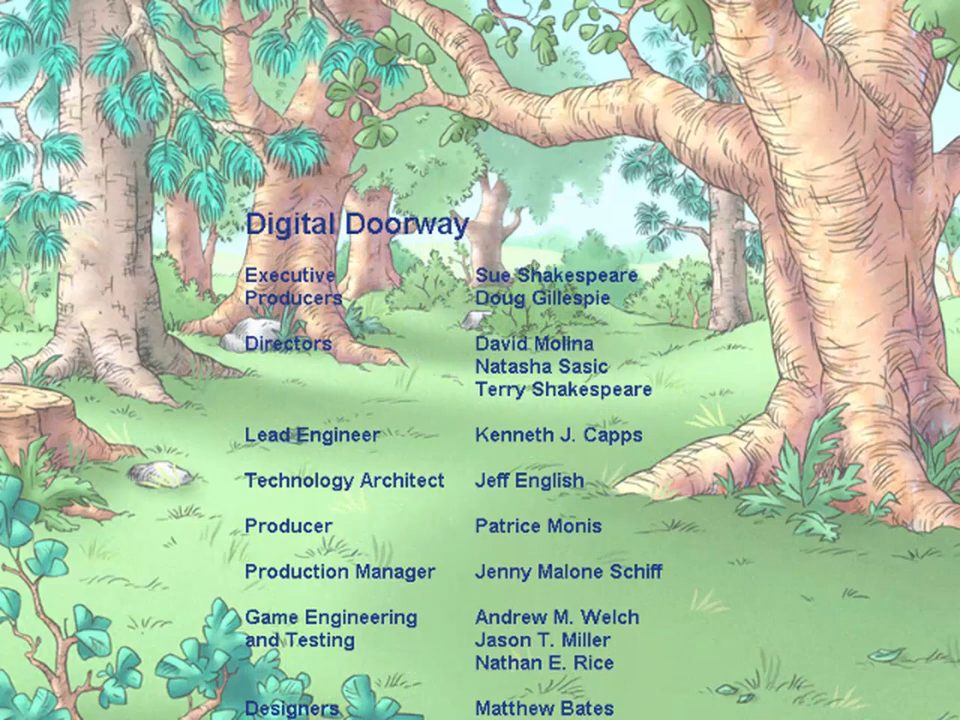 Digital Doorway
Executive Sue Shakespeare
Producers Doug Gillespie
Directors David Molina
Natasha Sasic
Terry Shakespeare
Lead Engineer Kenneth J. Capps
Technology Architect Jeff English
Producer Patrice Monis
Production Manager Jenny Malone Schiff
Game Engineering Andrew M. Welch
and Testing Jason T. Miller
Nathan E. Rice
Designers Matthew Bates